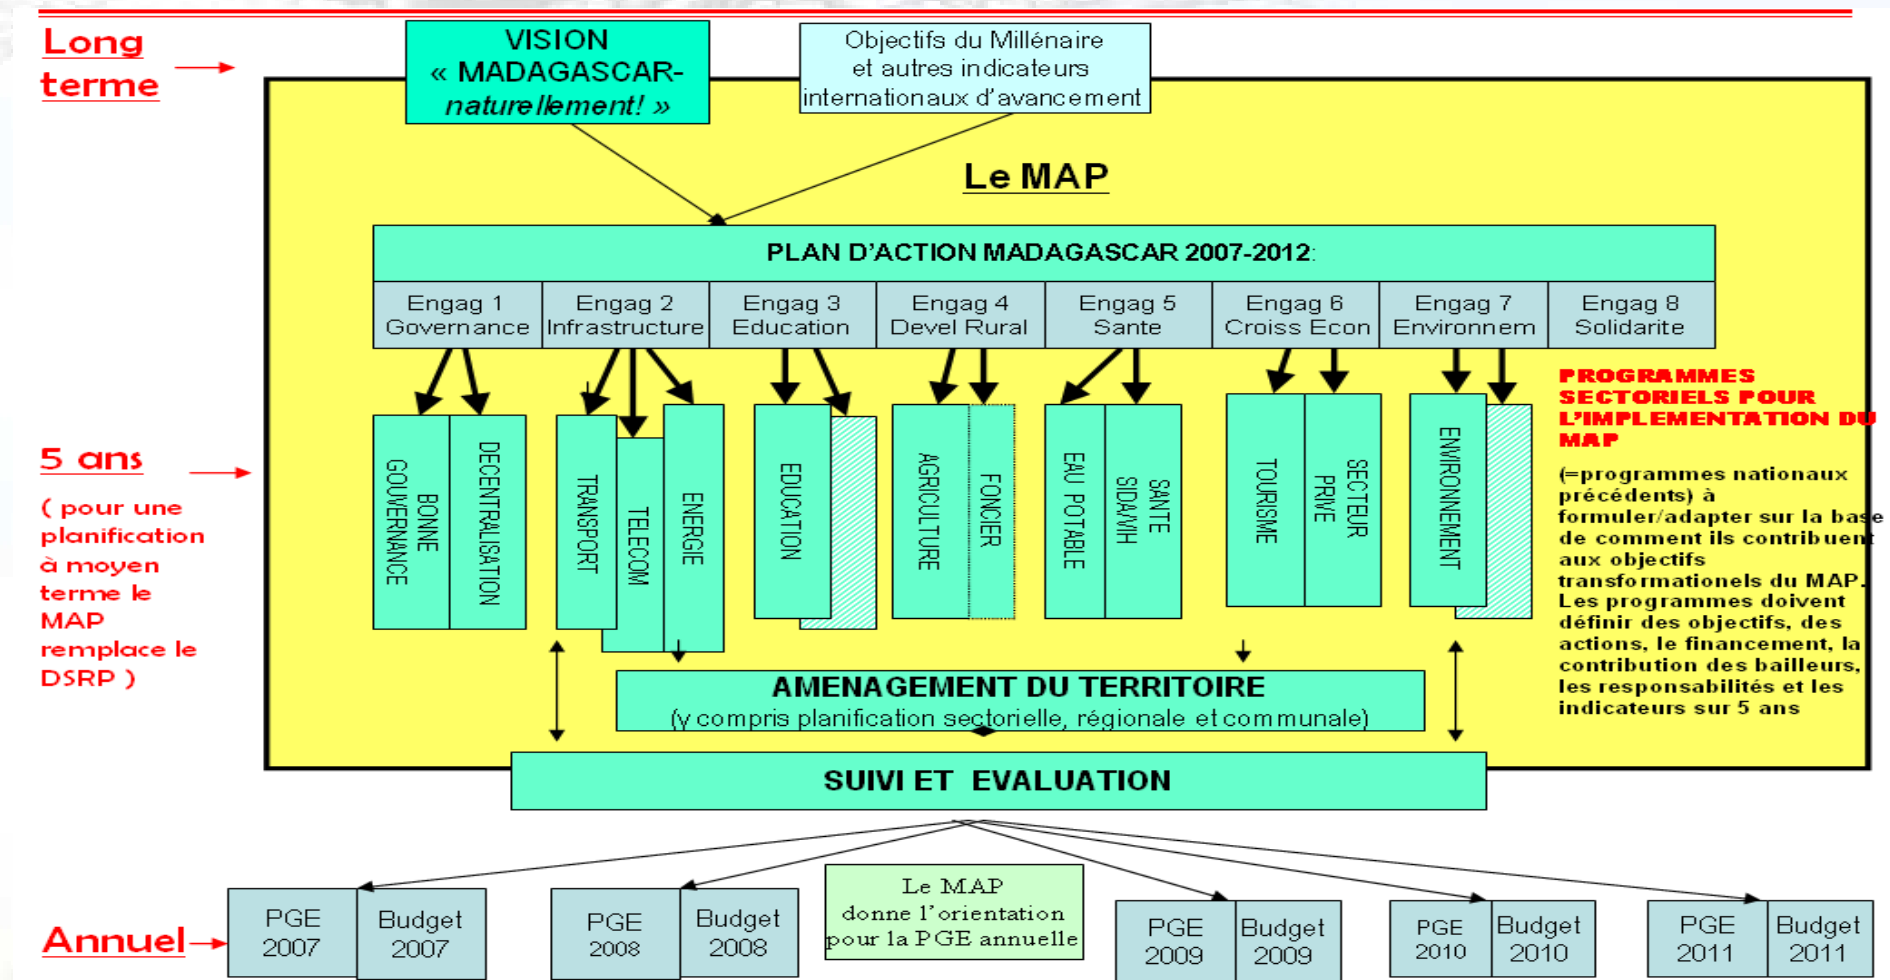 Long
terme
VISION
« MADAGASCAR-
naturellement! »
Objectifs du Millénaire
et autres indicateurs
internationaux d'avancement
Le MAP
PLAN D'ACTION MADAGASCAR 2007-2012:
Engag 1
Governance
Engag 2
Infrastructure
Engag 3
Education
Engag 4
Devel Rural
Engag 5
Sante
Engag 6
Croiss Econ
Engag 7
Environnem
Engag 8
Solidarite
BONNE
GOUVERNANCE
DECENTRALISATION
TRANSPORT
TELECOM
ENERGIE
EDUCATION
AGRICULTURE
FONCIER
EAU POTABLE
SANTE
SIDA/VIH
TOURISME
SECTEUR
PRIVE
ENVIRONNEMENT
PROGRAMMES
SECTORIELS POUR
L'IMPLEMENTATION DU
MAP
(=programmes nationaux
précédents) à
formuler/adapter sur la base
de comment ils contribuent
aux objectifs
transformationels du MAP.
Les programmes doivent
définir des objectifs, des
actions, le financement, la
contribution des bailleurs,
les responsabilités et les
indicateurs sur 5 ans
5 ans
( pour une
planification
à moyen
terme le
MAP
remplace le
DSRP )
AMENAGEMENT DU TERRITOIRE
(y compris planification sectorielle, régionale et communale)
SUIVI ET EVALUATION
Annuel
PGE
2007
Budget
2007
PGE
2008
Budget
2008
Le MAP
donne l'orientation
pour la PGE annuelle
PGE
2009
Budget
2009
PGE
2010
Budget
2010
PGE
2011
Budget
2011